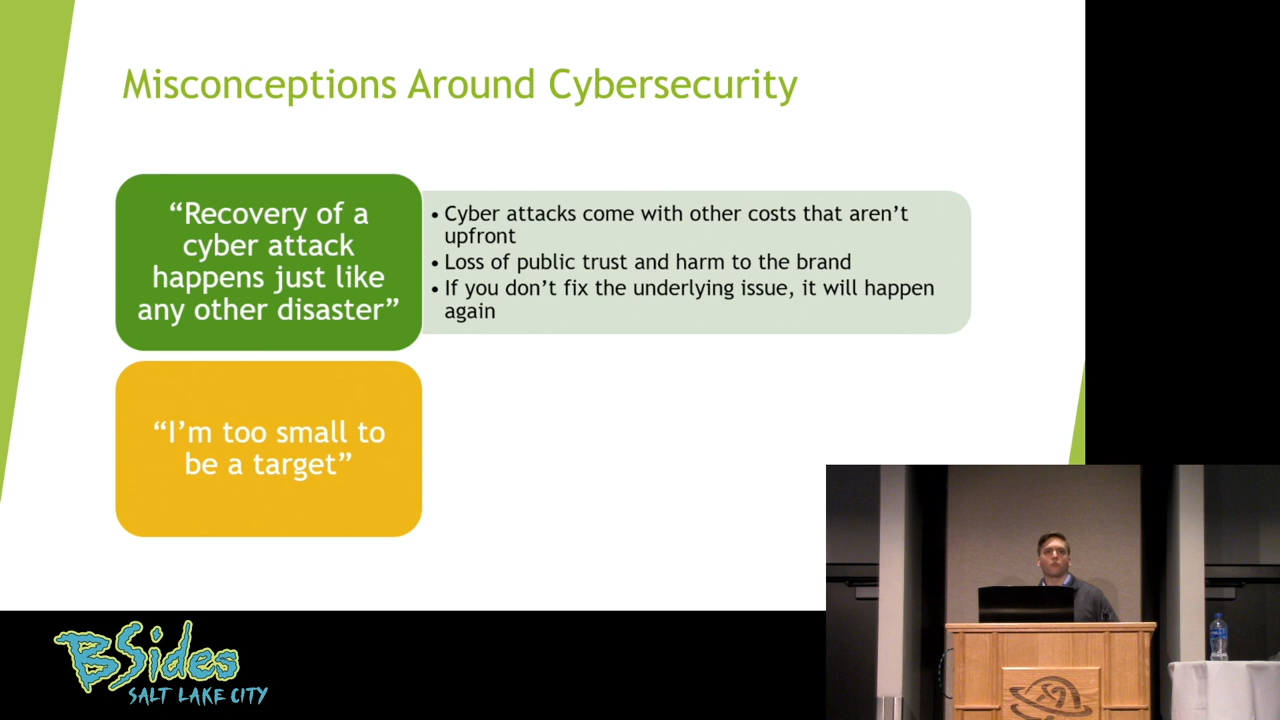 Misconceptions Around Cybersecurity
“Recovery of a
cyber attack
happens just like
any other disaster”
• Cyber attacks come with other costs that aren’t
upfront
• Loss of public trust and harm to the brand
• If you don’t fix the underlying issue, it will happen
again
“I’m too small to
be a target”
BSides
SALT LAKE CITY